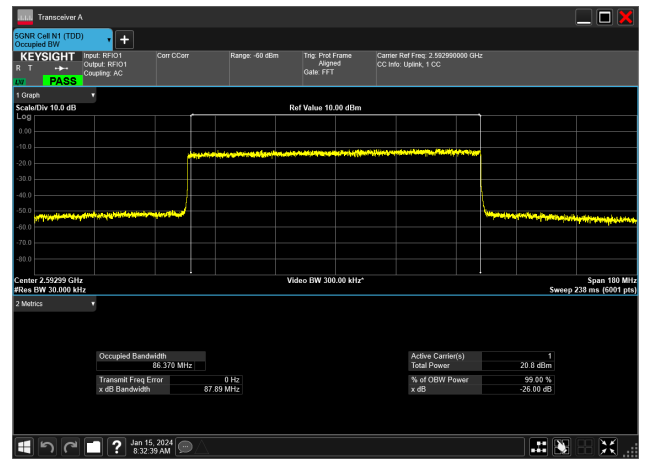 Transceiver A
5GNR Cell N1 (TDD)
Occupied BW
KEYSIGHT
R T
LW PASS
Input: RFIO1
Output: RFIO1
Coupling: AC
Corr CCorr
Range: -60 dBm
Trig: Prot Frame
Aligned
Gate: FFT
Carrier Ref Freq: 2.592990000 GHz
CC Info: Uplink, 1 CC
1 Graph
Scale/Div 10.0 dB
Ref Value 10.00 dBm
Log
0.00
-10.0
-20.0
-30.0
-40.0
-50.0
-60.0
-70.0
-80.0
Center 2.59299 GHz
Video BW 300.00 kHz*
Span 180 MHz
#Res BW 30.000 kHz
Sweep 238 ms (6001 pts)
2 Metrics
Occupied Bandwidth
86.370 MHz
Transmit Freq Error 0 Hz
x dB Bandwidth 87.89 MHz
Active Carrier(s) 1
Total Power 20.8 dBm
% of OBW Power 99.00 %
x dB -26.00 dB
?
Jan 15, 2024
8:32:39 AM